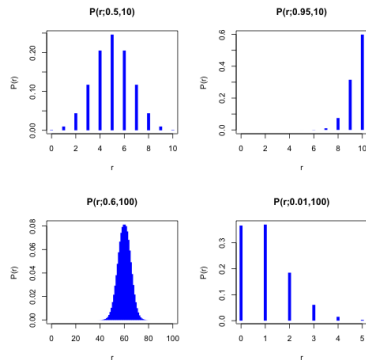 P(r;0.5,10)
P(r)
0.00 0.10 0.20
0 2 4 6 8 10
r
P(r;0.95,10)
P(r)
0.0 0.2 0.4 0.6
0 2 4 6 8 10
r
P(r;0.6,100)
P(r)
0.00 0.02 0.04 0.06 0.08
0 20 40 60 80 100
r
P(r;0.01,100)
P(r)
0.0 0.1 0.2 0.3
0 1 2 3 4 5
r